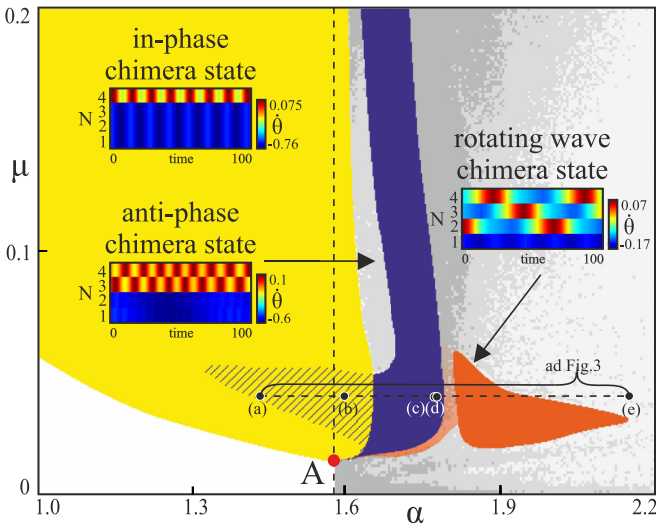 0.2
in-phase
chimera state
4
3
2
1
N
0.075
θ̇
-0.76
0
time
100
μ
rotating wave
chimera state
4
3
2
1
N
0.07
θ̇
-0.17
0
time
100
0.1
anti-phase
chimera state
4
3
2
1
N
0.1
θ̇
-0.6
0
time
100
ad Fig.3
(a)
(b)
(c)(d)
(e)
A
0
1.0
1.3
1.6
α
1.9
2.2